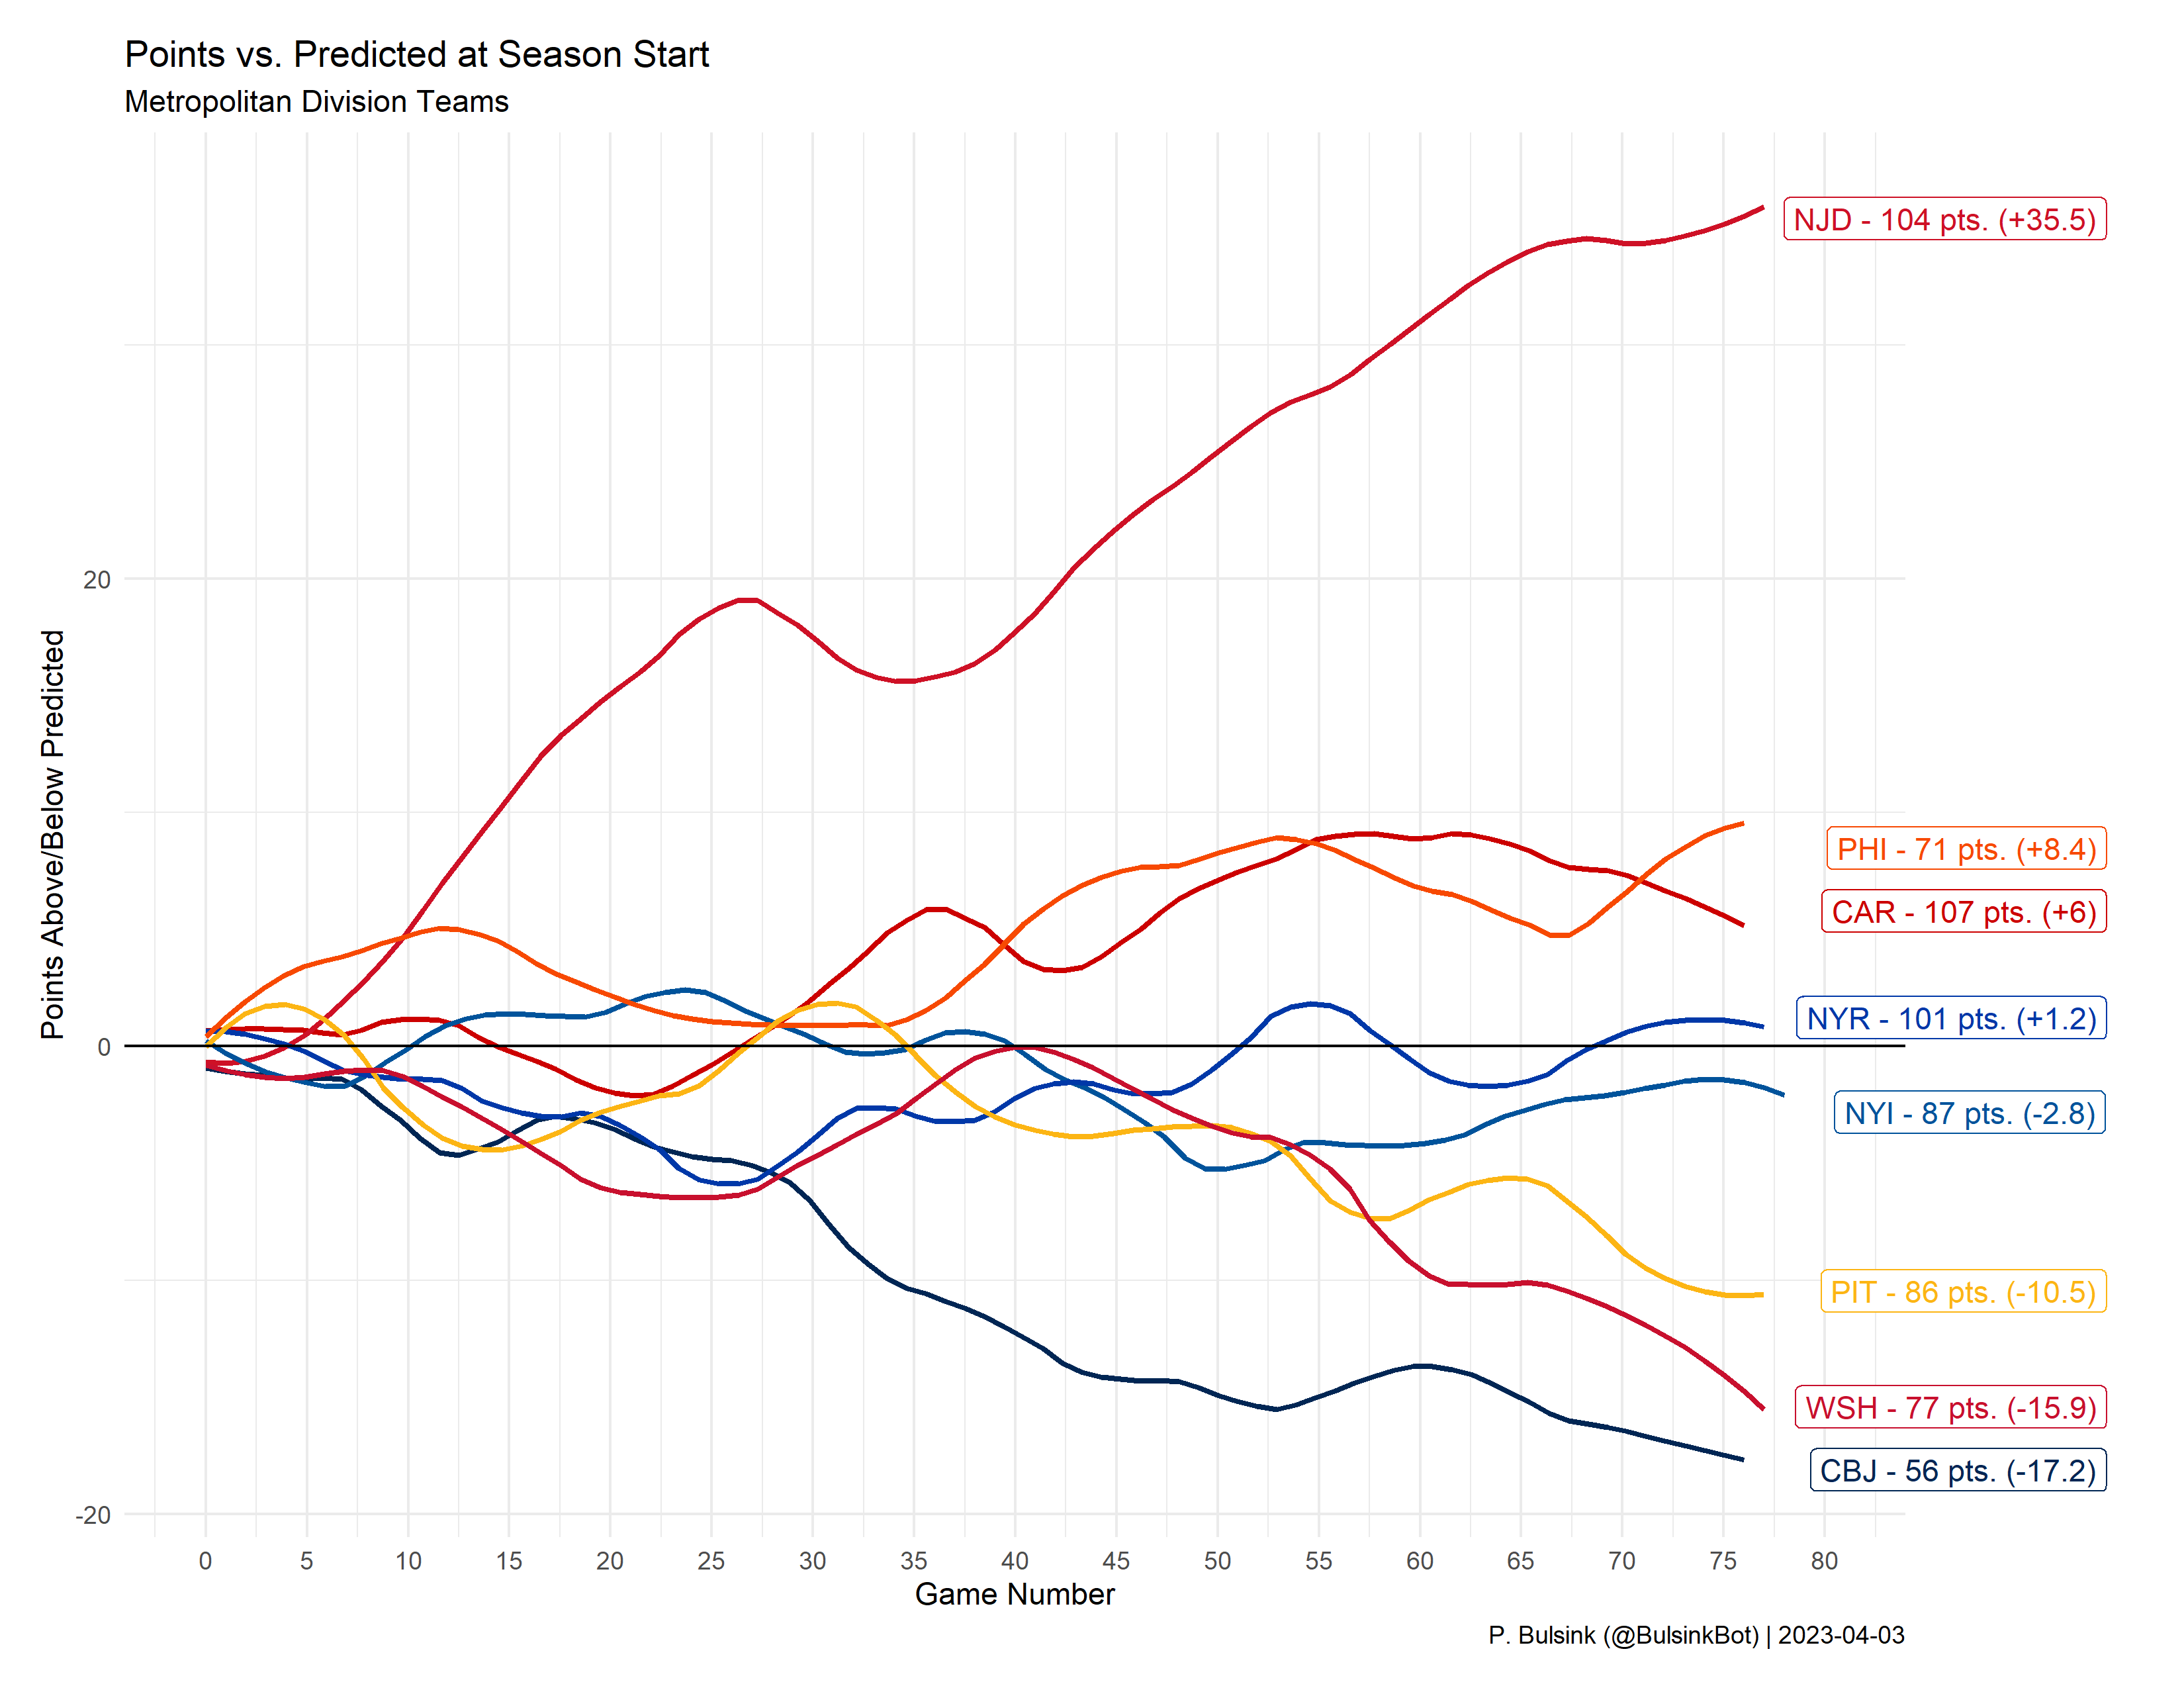 Points vs. Predicted at Season Start
Metropolitan Division Teams
Points Above/Below Predicted
20
0
-20
NJD - 104 pts. (+35.5)
PHI - 71 pts. (+8.4)
CAR - 107 pts. (+6)
NYR - 101 pts. (+1.2)
NYI - 87 pts. (-2.8)
PIT - 86 pts. (-10.5)
WSH - 77 pts. (-15.9)
CBJ - 56 pts. (-17.2)
0 5 10 15 20 25 30 35 40 45 50 55 60 65 70 75 80
Game Number
P. Bulsink (@BulsinkBot) | 2023-04-03